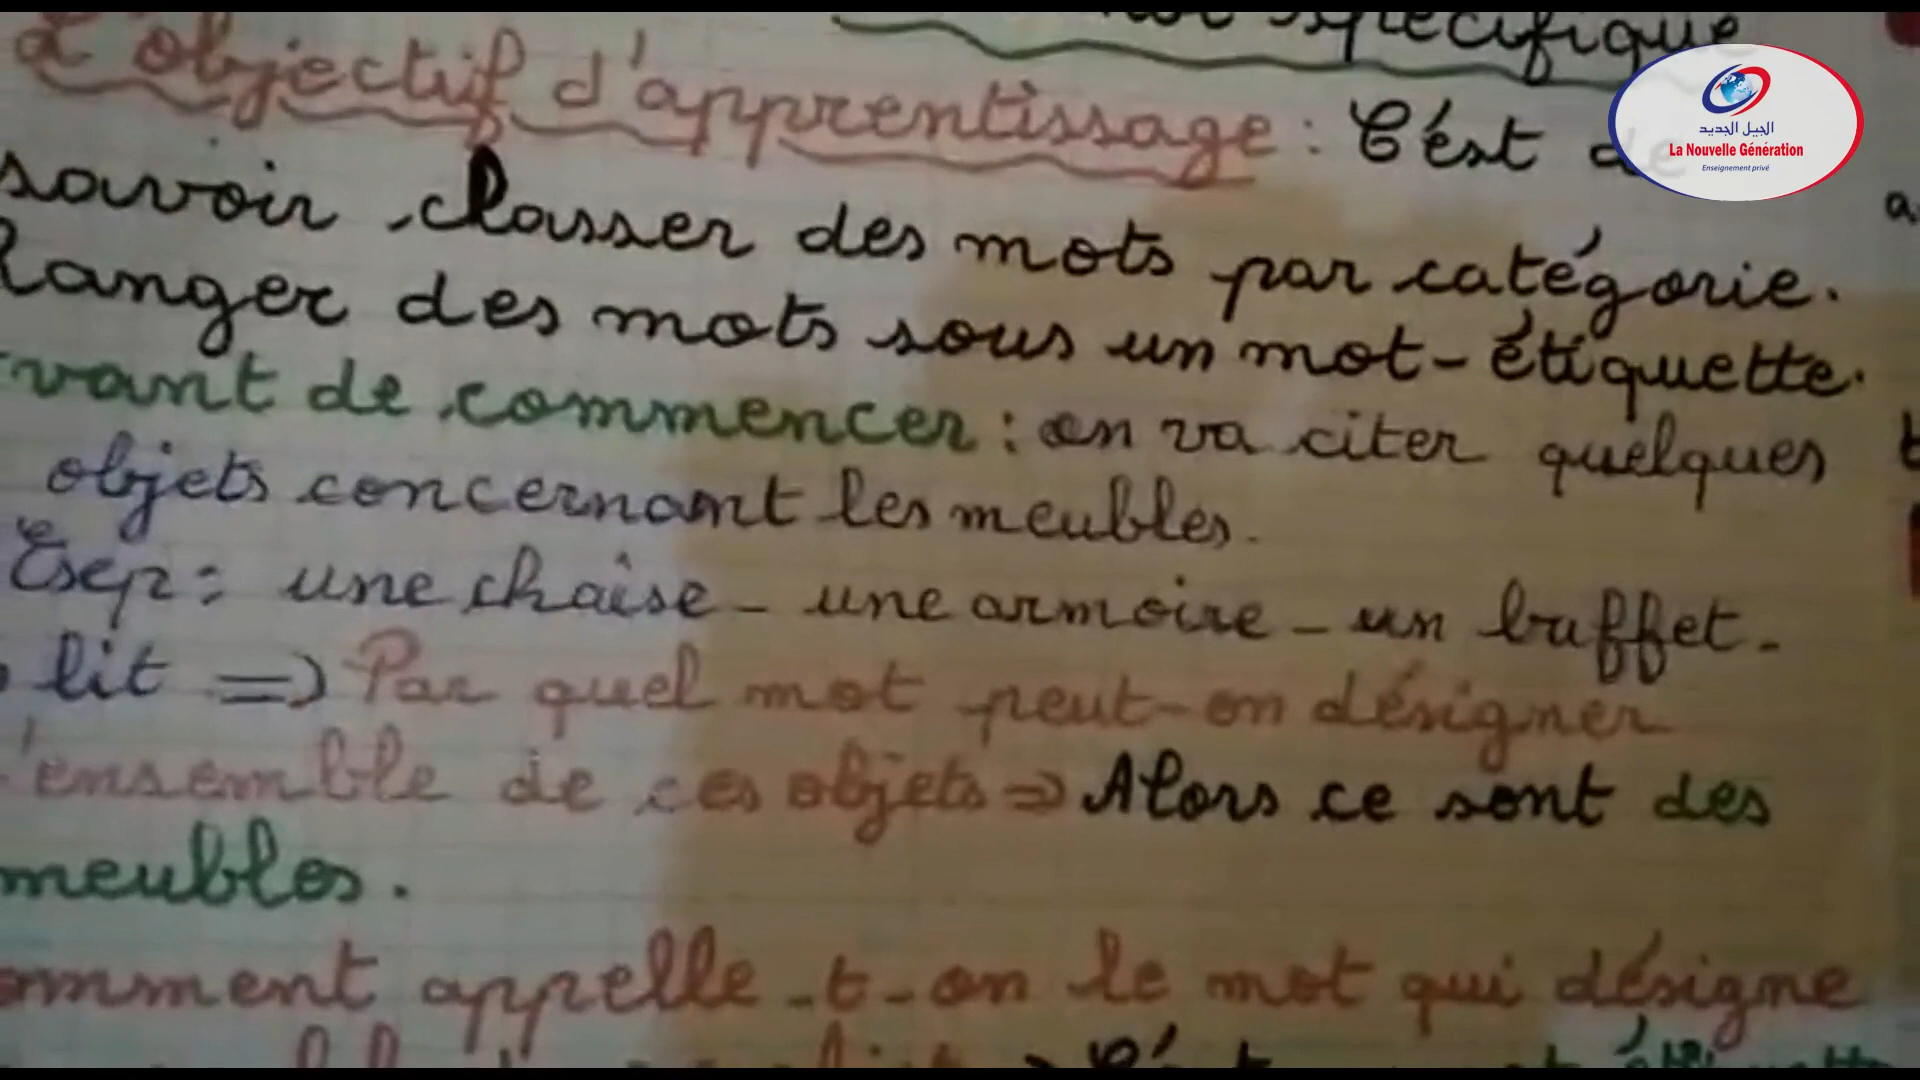 spécifique
L'objectif d'apprentissage : C'est de
savoir classer des mots par catégorie.
Ranger des mots sous un mot-étiquette.
vant de commencer : on va citer quelques
objets concernant les meubles.
Esep : une chaise - une armoire - un buffet -
lit => Par quel mot peut-on désigner
l'ensemble de ces objets => Alors ce sont des
meubles.
omment appelle-t-on le mot qui désigne
الجيل الجديد
La Nouvelle Génération
Enseignement privé